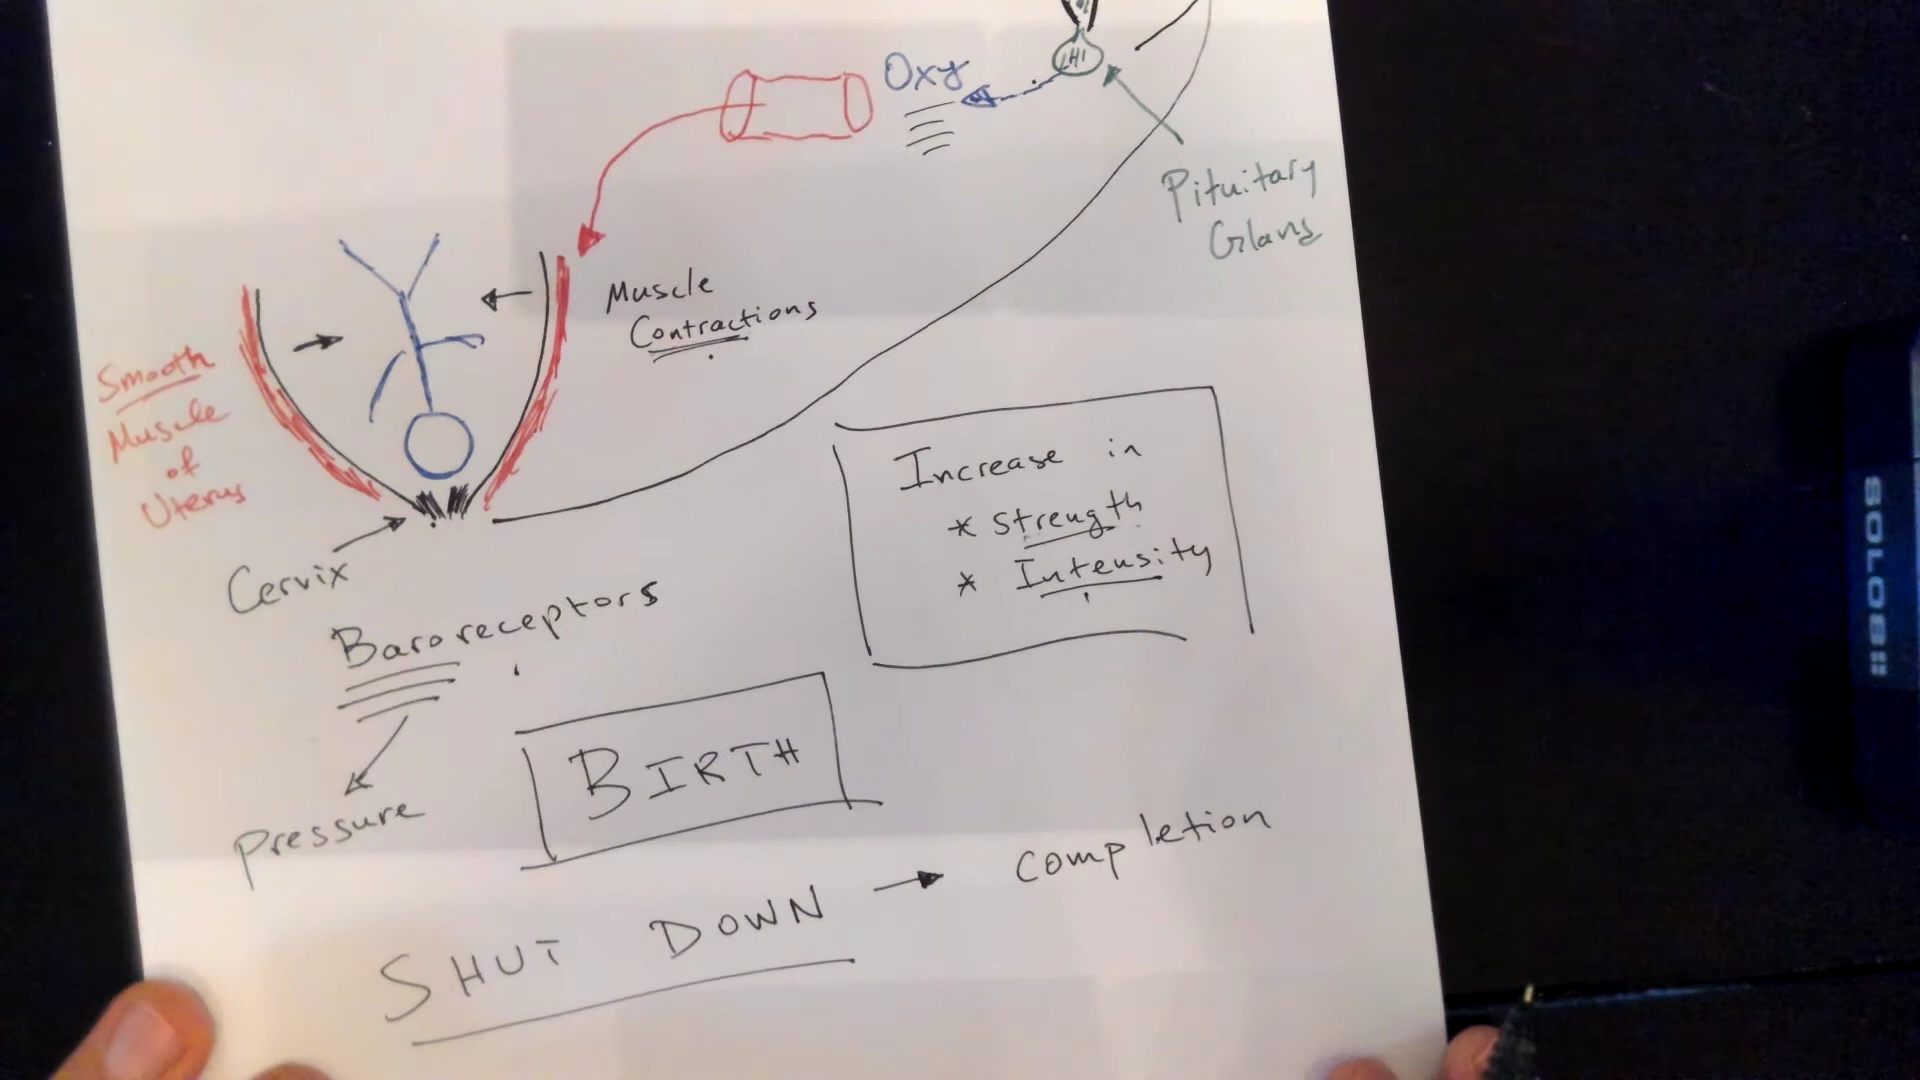 Oxy
Pituitary
Gland
Muscle
Contractions
Smooth
Muscle
of
Uterus
Increase in
* Strength
* Intensity
Cervix
Baroreceptors
Pressure
BIRTH
SHUT DOWN → completion